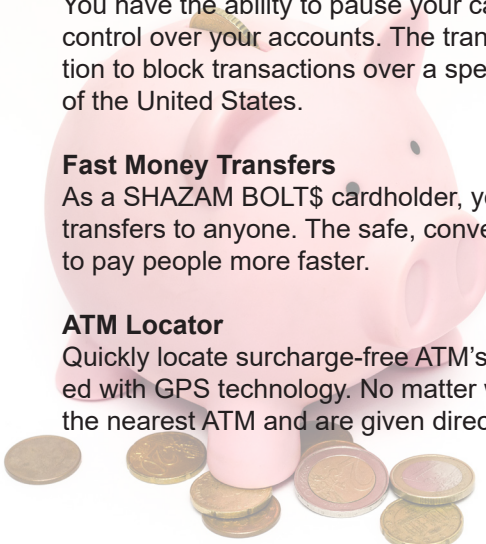 You have the ability to pause your ca
control over your accounts. The tran
tion to block transactions over a spe
of the United States.
Fast Money Transfers
As a SHAZAM BOLT$ cardholder, yo
transfers to anyone. The safe, conve
to pay people more faster.
ATM Locator
Quickly locate surcharge-free ATM’s
ed with GPS technology. No matter w
the nearest ATM and are given direc